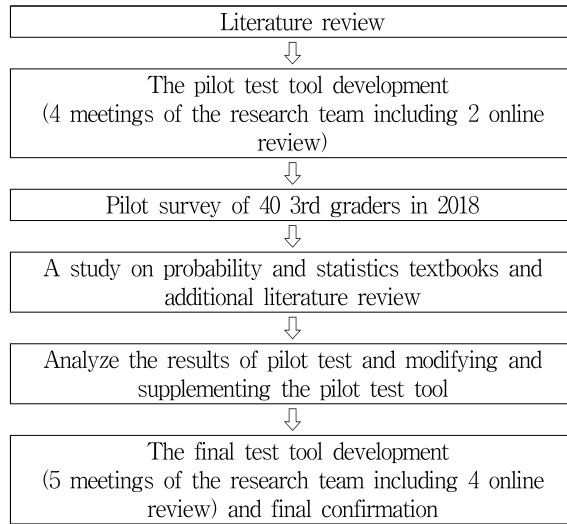 Literature review
The pilot test tool development
(4 meetings of the research team including 2 online
review)
Pilot survey of 40 3rd graders in 2018
A study on probability and statistics textbooks and
additional literature review
Analyze the results of pilot test and modifying and
supplementing the pilot test tool
The final test tool development
(5 meetings of the research team including 4 online
review) and final confirmation